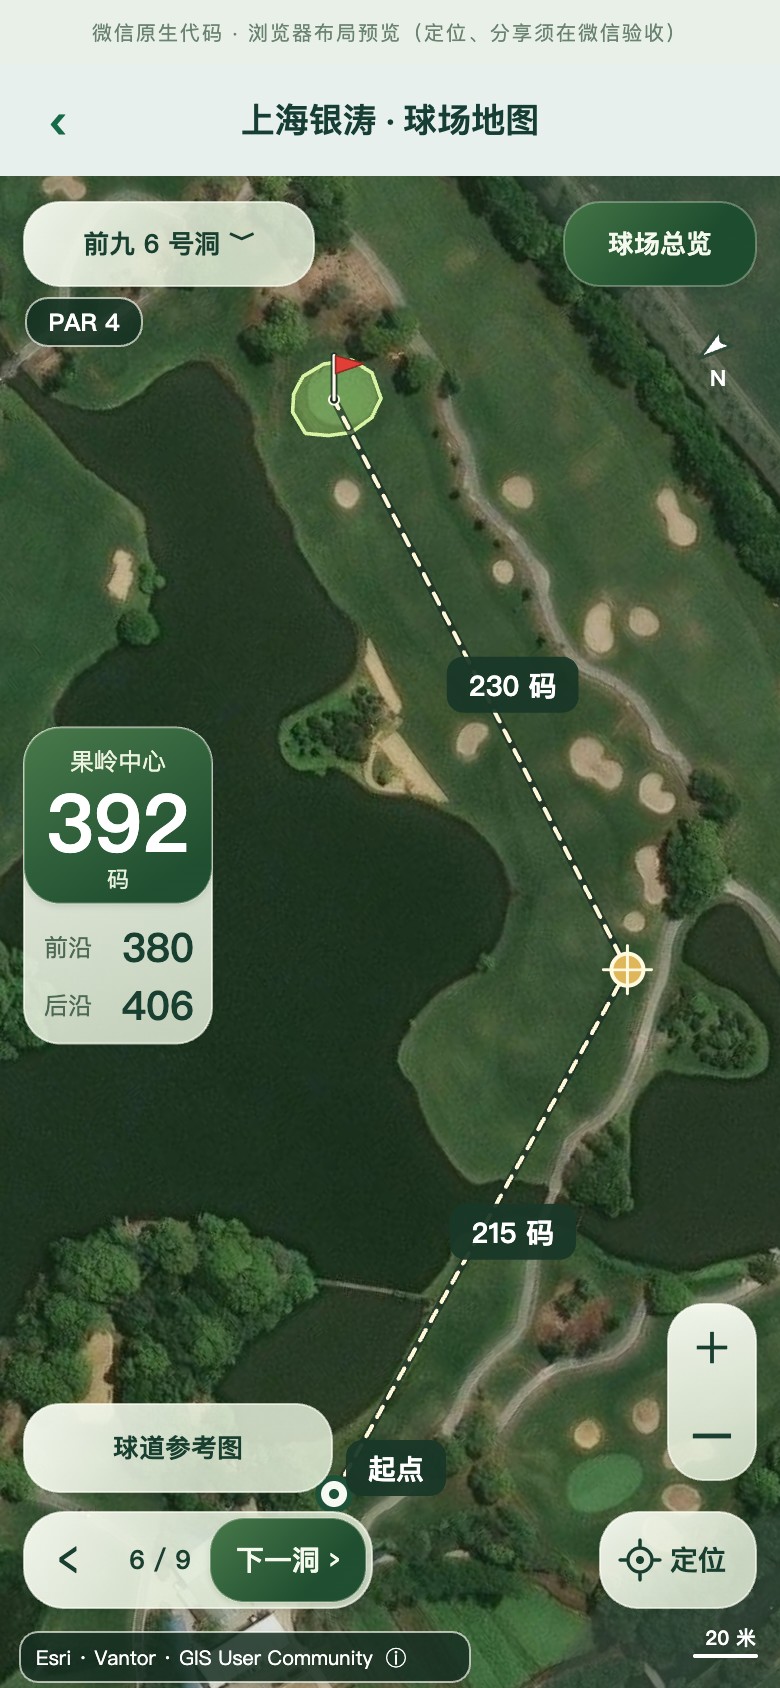 微信原生代码 · 浏览器布局预览（定位、分享须在微信验收）
‹ 上海银涛 · 球场地图
前九 6 号洞
球场总览
PAR 4
N
230 码
果岭中心
392
码
前沿 380
后沿 406
215 码
+
—
球道参考图
起点
< 6 / 9 下一洞 ›
定位
20 米
Esri · Vantor · GIS User Community ⓘ